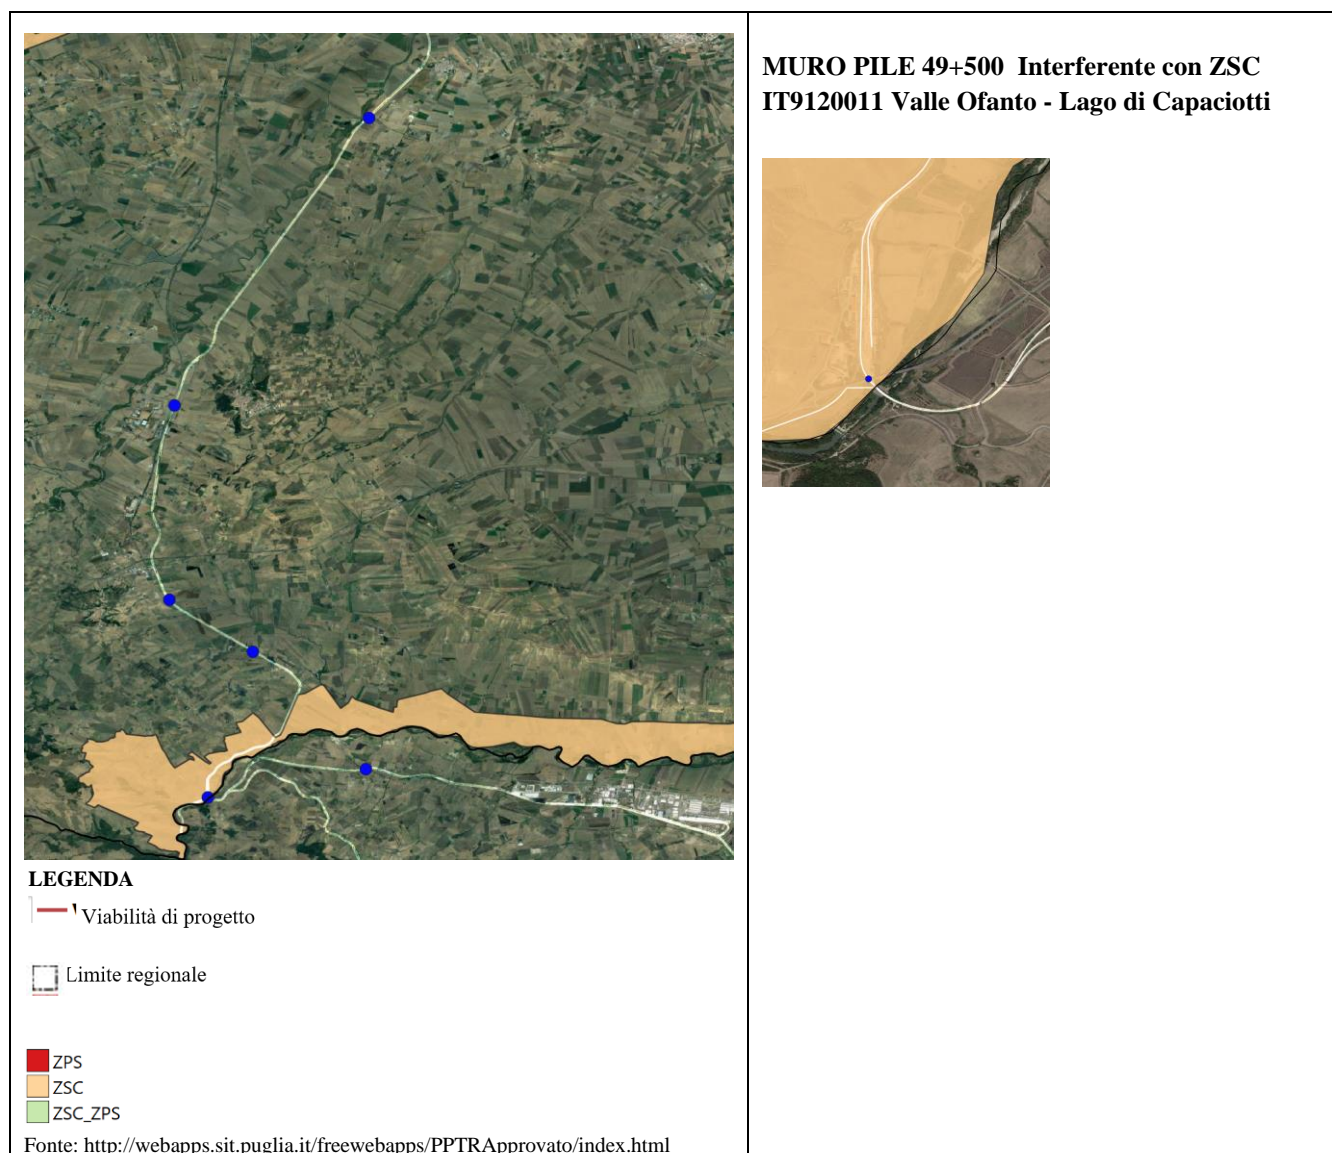 MURO PILE 49+500 Interferente con ZSC
IT9120011 Valle Ofanto - Lago di Capaciotti
LEGENDA
Viabilità di progetto
Limite regionale
ZPS
ZSC
ZSC_ZPS
Fonte: http://webapps.sit.puglia.it/freewebapps/PPTRApprovato/index.html